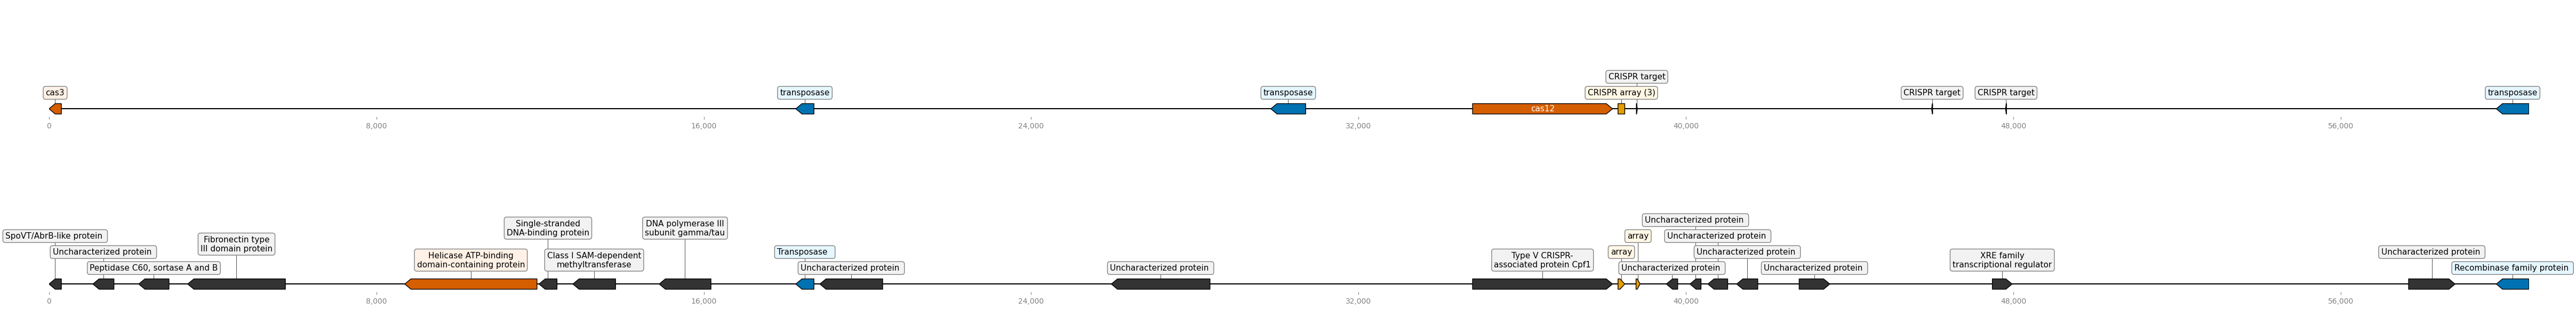 CRISPR target
cas3
transposase
transposase
CRISPR array (3)
CRISPR target
CRISPR target
transposase
cas12
0
8,000
16,000
24,000
32,000
40,000
48,000
56,000
Uncharacterized protein
Single-stranded
DNA-binding protein
DNA polymerase III
subunit gamma/tau
SpoVT/AbrB-like protein
Fibronectin type
III domain protein
array
Uncharacterized protein
Uncharacterized protein
Helicase ATP-binding
domain-containing protein
Class I SAM-dependent
methyltransferase
Transposase
Type V CRISPR-
associated protein Cpf1
array
Uncharacterized protein
XRE family
transcriptional regulator
Uncharacterized protein
Peptidase C60, sortase A and B
Uncharacterized protein
Uncharacterized protein
Uncharacterized protein
Uncharacterized protein
Recombinase family protein
0
8,000
16,000
24,000
32,000
40,000
48,000
56,000